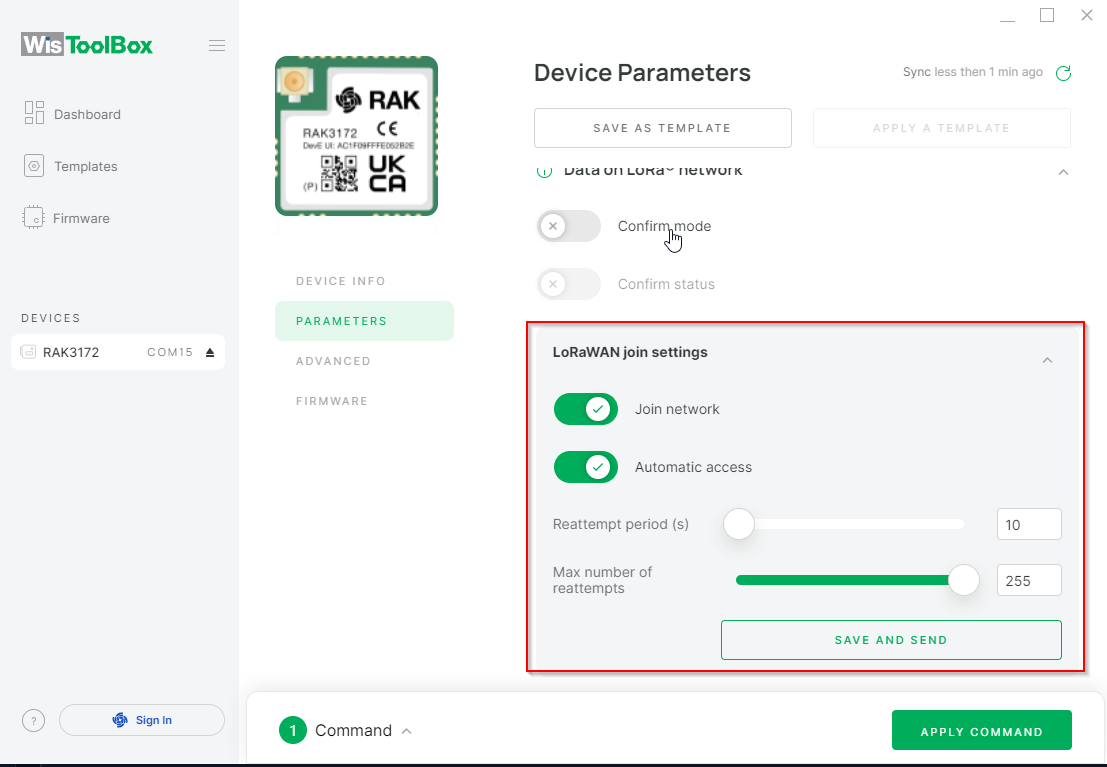 WisToolBox
Dashboard
Templates
Firmware
DEVICES
RAK3172 COM15
?
Sign In
RAK
RAK3172
DevE UI: AC1F09FFFE052B2E
(P)
UK
CA
DEVICE INFO
PARAMETERS
ADVANCED
FIRMWARE
Device Parameters
Sync less then 1 min ago
SAVE AS TEMPLATE
APPLY A TEMPLATE
Data on LoRa® network
Confirm mode
Confirm status
LoRaWAN join settings
Join network
Automatic access
Reattempt period (s) 10
Max number of
reattempts 255
SAVE AND SEND
1 Command
APPLY COMMAND